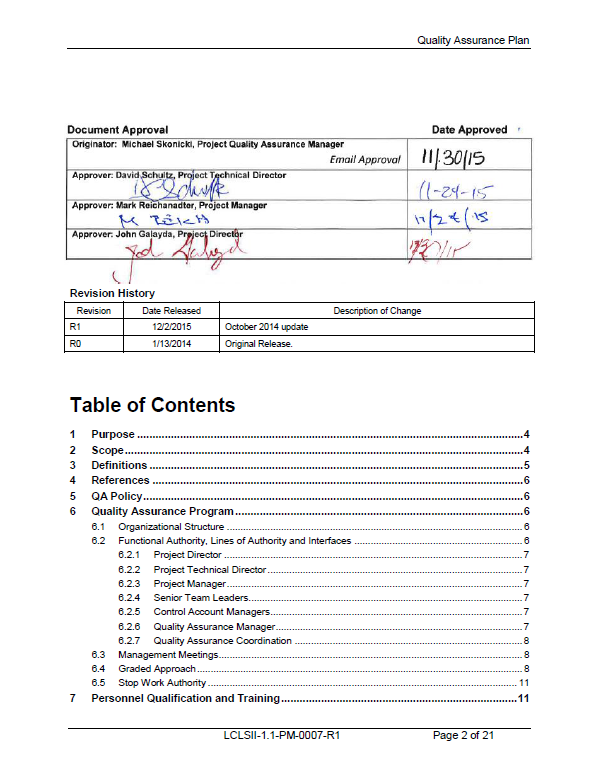 Quality Assurance Plan
Document Approval Date Approved
Originator: Michael Skonicki, Project Quality Assurance Manager
Email Approval 11/30/15
Approver: David Schultz, Project Technical Director
11-24-15
Approver: Mark Reichanadter, Project Manager
Approver: John Galayda, Project Director
Revision History
Revision Date Released Description of Change
R1 12/2/2015 October 2014 update
R0 1/13/2014 Original Release.
Table of Contents
1 Purpose 4
2 Scope 4
3 Definitions 5
4 References 6
5 QA Policy 6
6 Quality Assurance Program 6
6.1 Organizational Structure 6
6.2 Functional Authority, Lines of Authority and Interfaces 6
6.2.1 Project Director 7
6.2.2 Project Technical Director 7
6.2.3 Project Manager 7
6.2.4 Senior Team Leaders 7
6.2.5 Control Account Managers 7
6.2.6 Quality Assurance Manager 7
6.2.7 Quality Assurance Coordination 8
6.3 Management Meetings 8
6.4 Graded Approach 8
6.5 Stop Work Authority 11
7 Personnel Qualification and Training 11
LCLSII-1.1-PM-0007-R1 Page 2 of 21